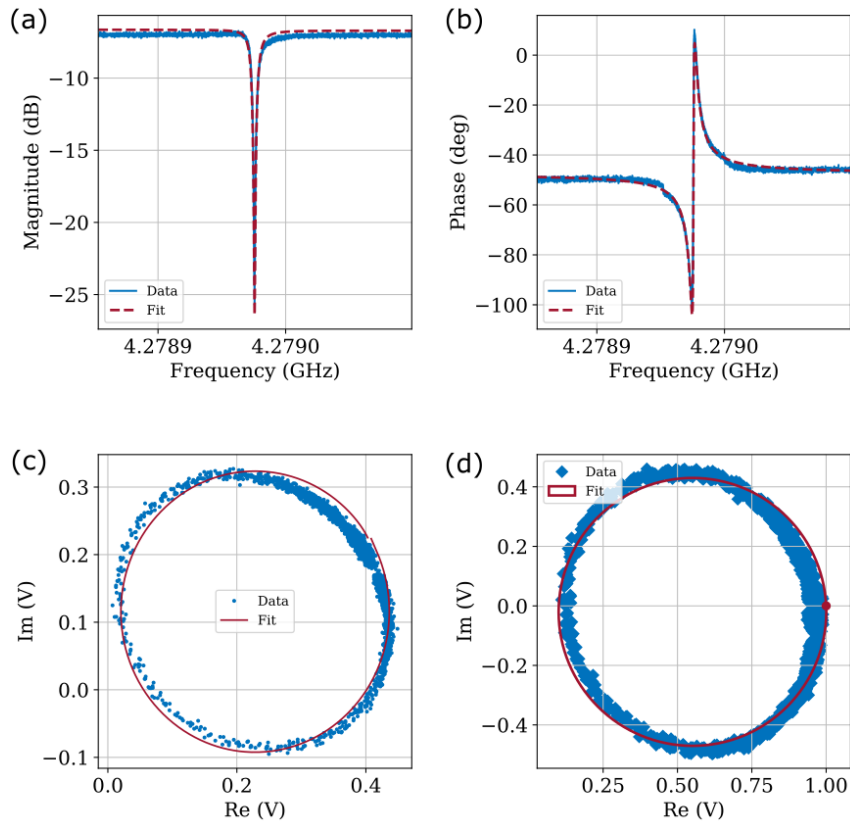 (a)
−10
−15
−20
−25
Magnitude (dB)
Data
Fit
4.2789
4.2790
Frequency (GHz)
(b)
0
−20
−40
−60
−80
−100
Phase (deg)
Data
Fit
4.2789
4.2790
Frequency (GHz)
(c)
0.3
0.2
0.1
0.0
−0.1
Im (V)
Data
Fit
0.0
0.2
0.4
Re (V)
(d)
0.4
0.2
0.0
−0.2
−0.4
Im (V)
Data
Fit
0.25
0.50
0.75
1.00
Re (V)